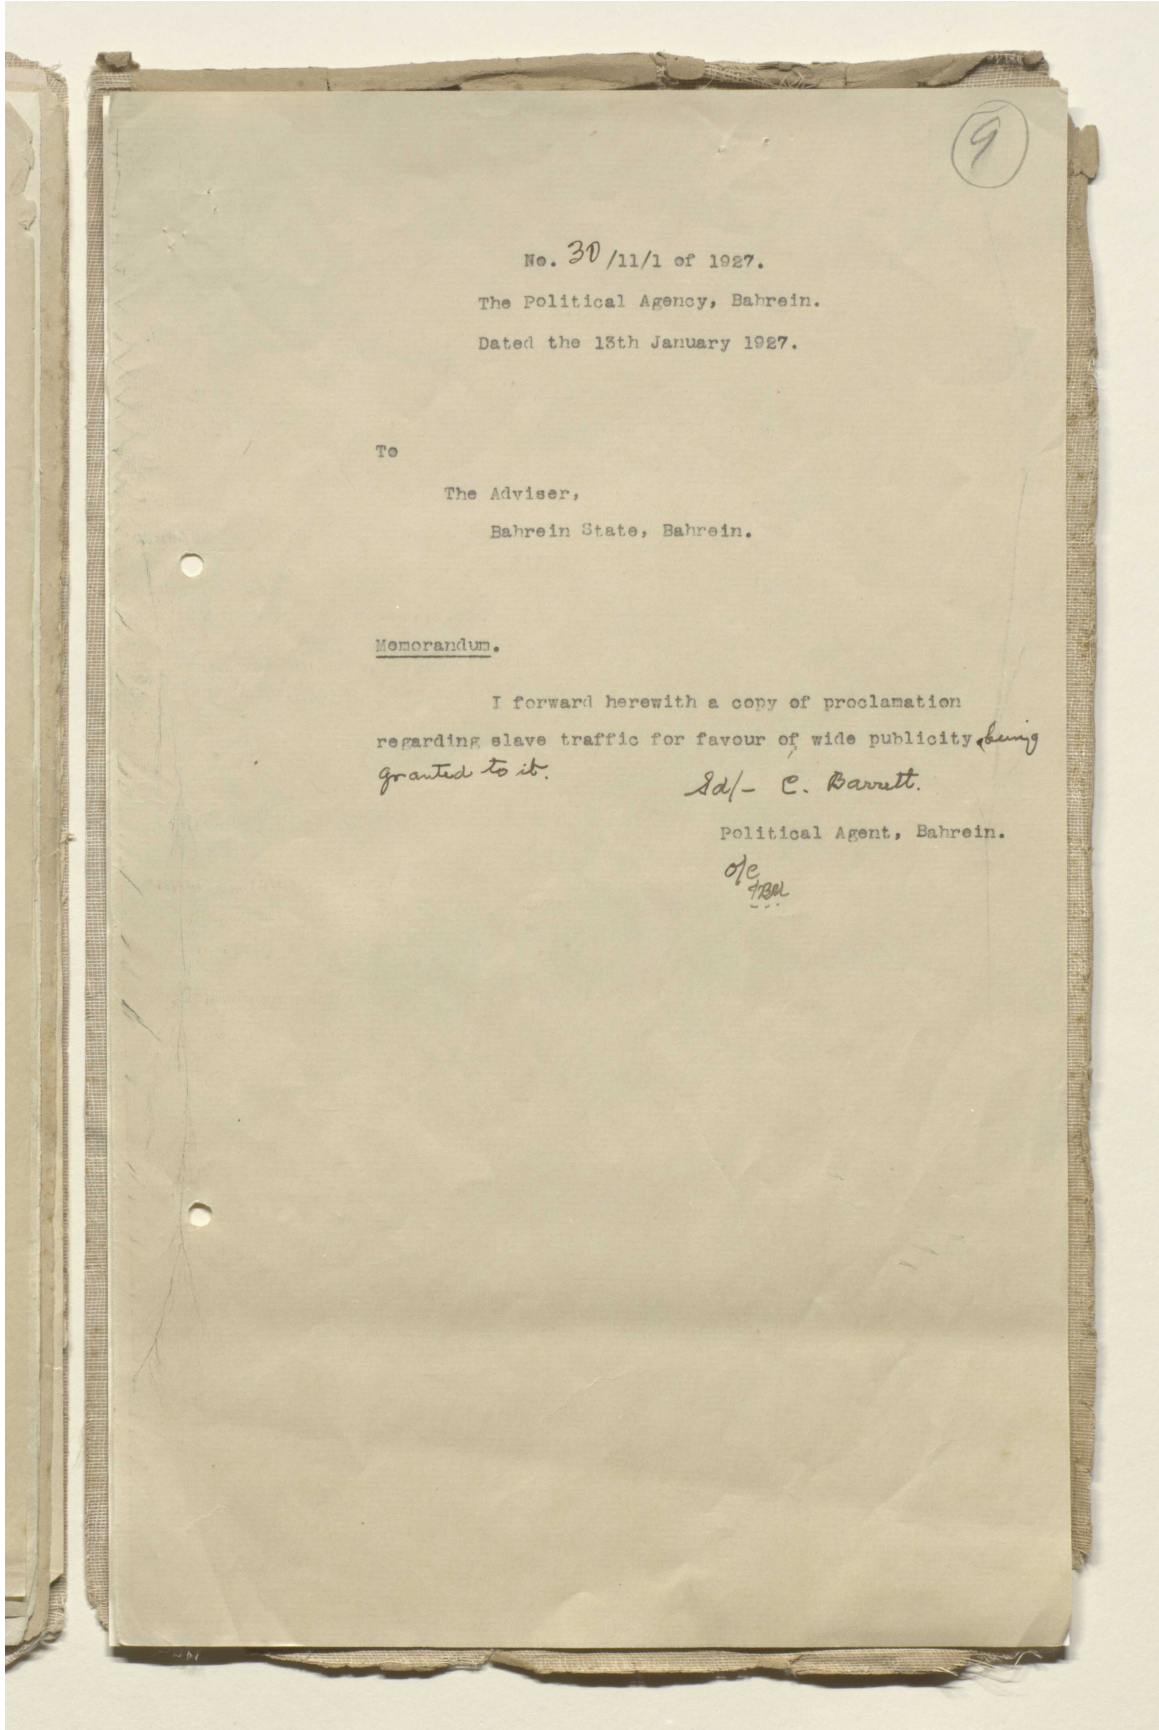 9
No. 30/11/1 of 1927.
The Political Agency, Bahrein.
Dated the 13th January 1927.
To
The Adviser,
Bahrein State, Bahrein.
Memorandum.
I forward herewith a copy of proclamation
regarding slave traffic for favour of wide publicity being
granted to it.
Sd/- C. Barrett.
Political Agent, Bahrein.
o/c